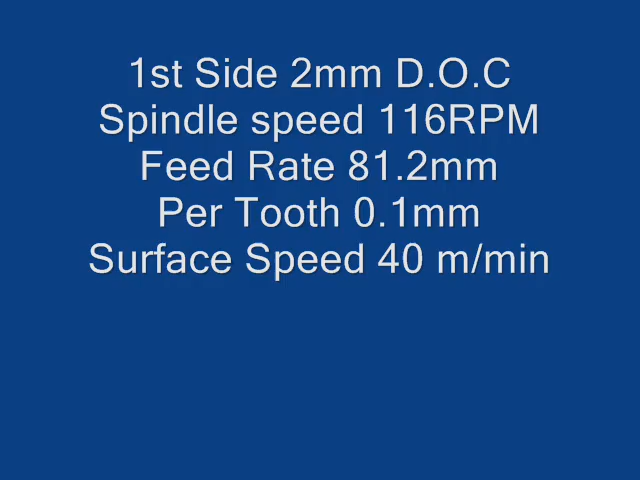 1st Side 2mm D.O.C
Spindle speed 116RPM
Feed Rate 81.2mm
Per Tooth 0.1mm
Surface Speed 40 m/min